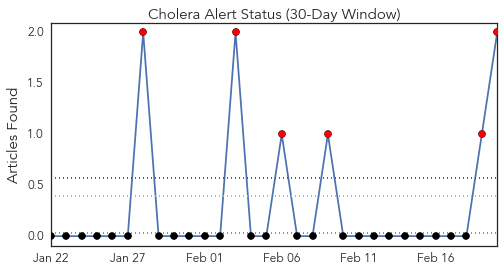 Cholera Alert Status (30-Day Window)
Articles Found
2.0
1.5
1.0
0.5
0.0
Jan 22
Jan 27
Feb 01
Feb 06
Feb 11
Feb 16